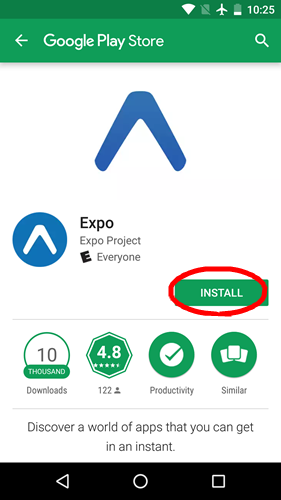 10:25
Google Play Store
Expo
Expo Project
E Everyone
INSTALL
10
THOUSAND
Downloads
4.8
122
Productivity
Similar
Discover a world of apps that you can get
in an instant.